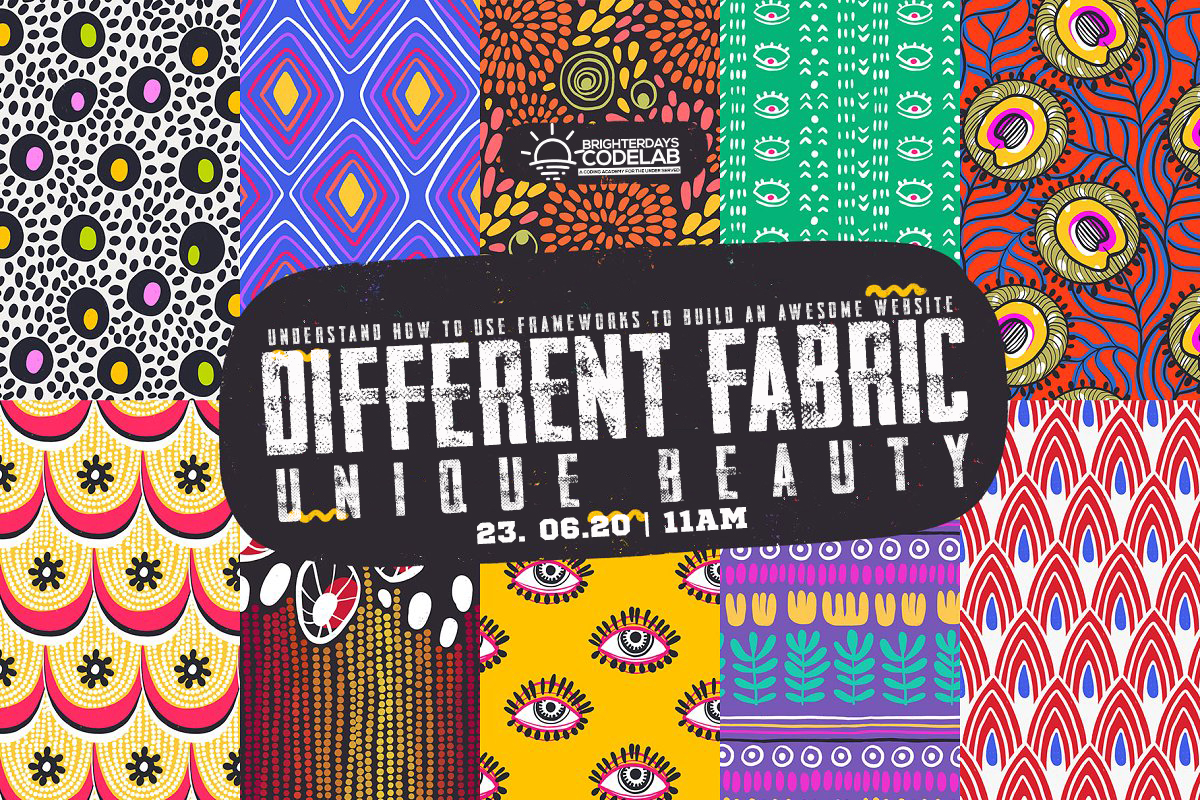 BRIGHTERDAYS
CODELAB
A CODING ACADEMY FOR THE UNDER SERVED
UNDERSTAND HOW TO USE FRAMEWORKS TO BUILD AN AWESOME WEBSITE
DIFFERENT FABRIC
UNIQUE BEAUTY
23. 06.20 | 11AM